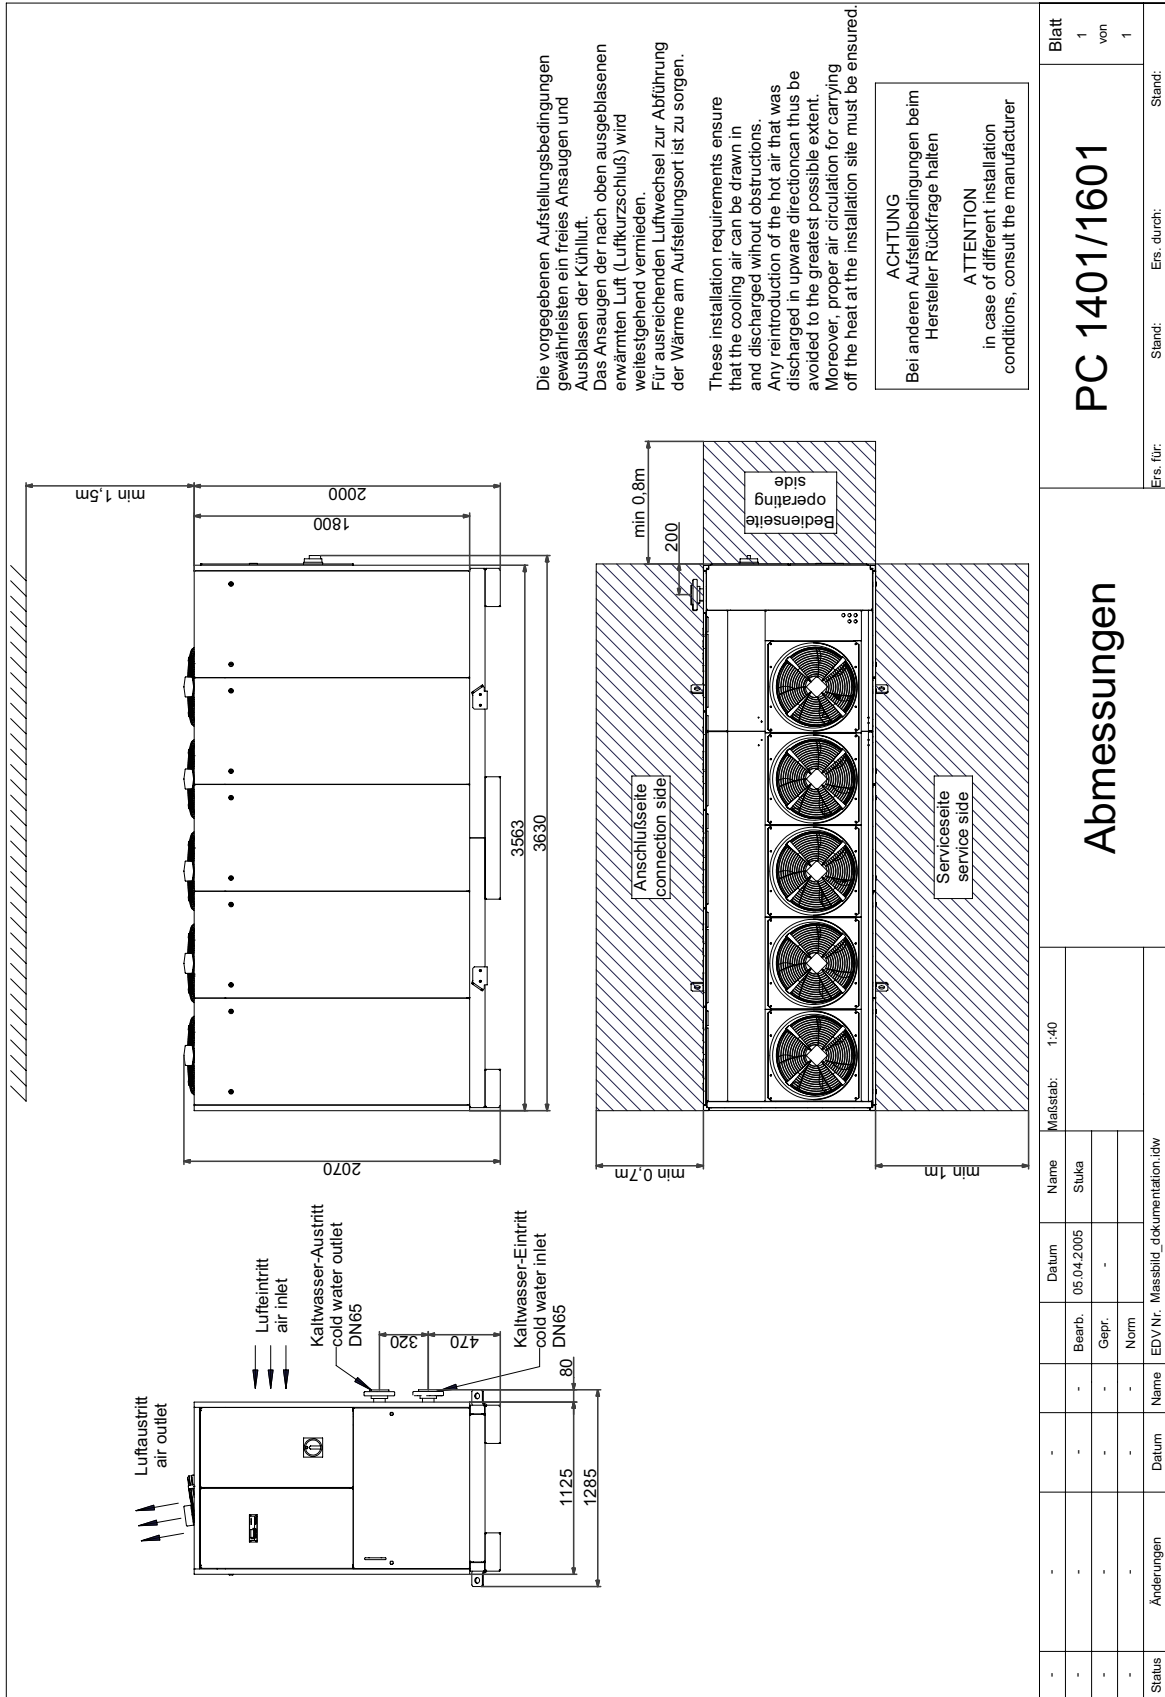 Luftaustritt
air outlet
Lufteintritt
air inlet
Kaltwasser-Austritt
cold water outlet
DN65
320
470
Kaltwasser-Eintritt
cold water inlet
DN65
80
1125
1285
min 1,5m
2000
1800
2070
3563
3630
min 0,8m
200
Bedienseite
operating
side
Anschlußseite
connection side
Serviceseite
service side
min 0,7m
min 1m
Die vorgegebenen Aufstellungsbedingungen
gewährleisten ein freies Ansaugen und
Ausblasen der Kühlluft.
Das Ansaugen der nach oben ausgeblasenen
erwärmten Luft (Luftkurzschluß) wird
weitestgehend vermieden.
Für ausreichenden Luftwechsel zur Abführung
der Wärme am Aufstellungsort ist zu sorgen.
These installation requirements ensure
that the cooling air can be drawn in
and discharged wihout obstructions.
Any reintroduction of the hot air that was
discharged in upware directioncan thus be
avoided to the greatest possible extent.
Moreover, proper air circulation for carrying
off the heat at the installation site must be ensured.
ACHTUNG
Bei anderen Aufstellbedingungen beim
Hersteller Rückfrage halten
ATTENTION
in case of different installation
conditions, consult the manufacturer
- - - Datum Name Maßstab: 1:40
- - - Bearb. 05.04.2005 Stuka
- - - Gepr. -
- - - Norm
Status Änderungen Datum Name EDV Nr. Massbild_dokumentation.idw
Abmessungen
PC 1401/1601
Blatt
1
von
1
Ers. für: Stand: Ers. durch: Stand: